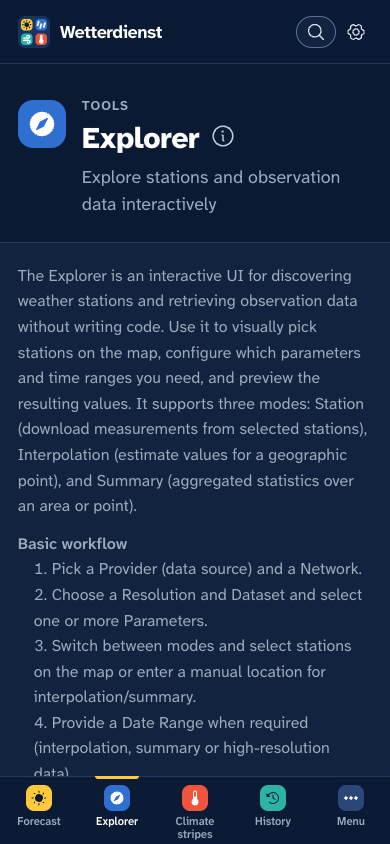 Wetterdienst
TOOLS
Explorer
Explore stations and observation
data interactively
The Explorer is an interactive UI for discovering
weather stations and retrieving observation data
without writing code. Use it to visually pick
stations on the map, configure which parameters
and time ranges you need, and preview the
resulting values. It supports three modes: Station
(download measurements from selected stations),
Interpolation (estimate values for a geographic
point), and Summary (aggregated statistics over
an area or point).
Basic workflow
1. Pick a Provider (data source) and a Network.
2. Choose a Resolution and Dataset and select
one or more Parameters.
3. Switch between modes and select stations
on the map or enter a manual location for
interpolation/summary.
4. Provide a Date Range when required
(interpolation, summary or high-resolution
data)
Forecast
Explorer
Climate
stripes
History
Menu